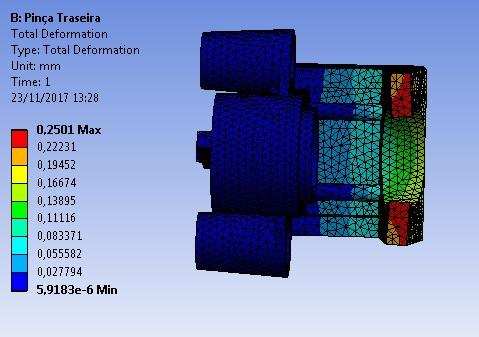 B: Pinça Traseira
Total Deformation
Type: Total Deformation
Unit: mm
Time: 1
23/11/2017 13:28
0,2501 Max
0,22231
0,19452
0,16674
0,13895
0,11116
0,083371
0,055582
0,027794
5,9183e-6 Min